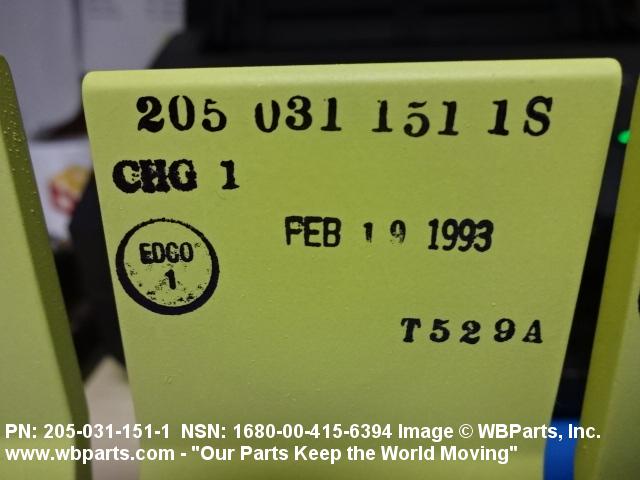 205 031 151 1S
CHG 1
FEB 19 1993
EDCO
1
T529A
PN: 205-031-151-1 NSN: 1680-00-415-6394 Image © WBParts, Inc.
www.wbparts.com - "Our Parts Keep the World Moving"